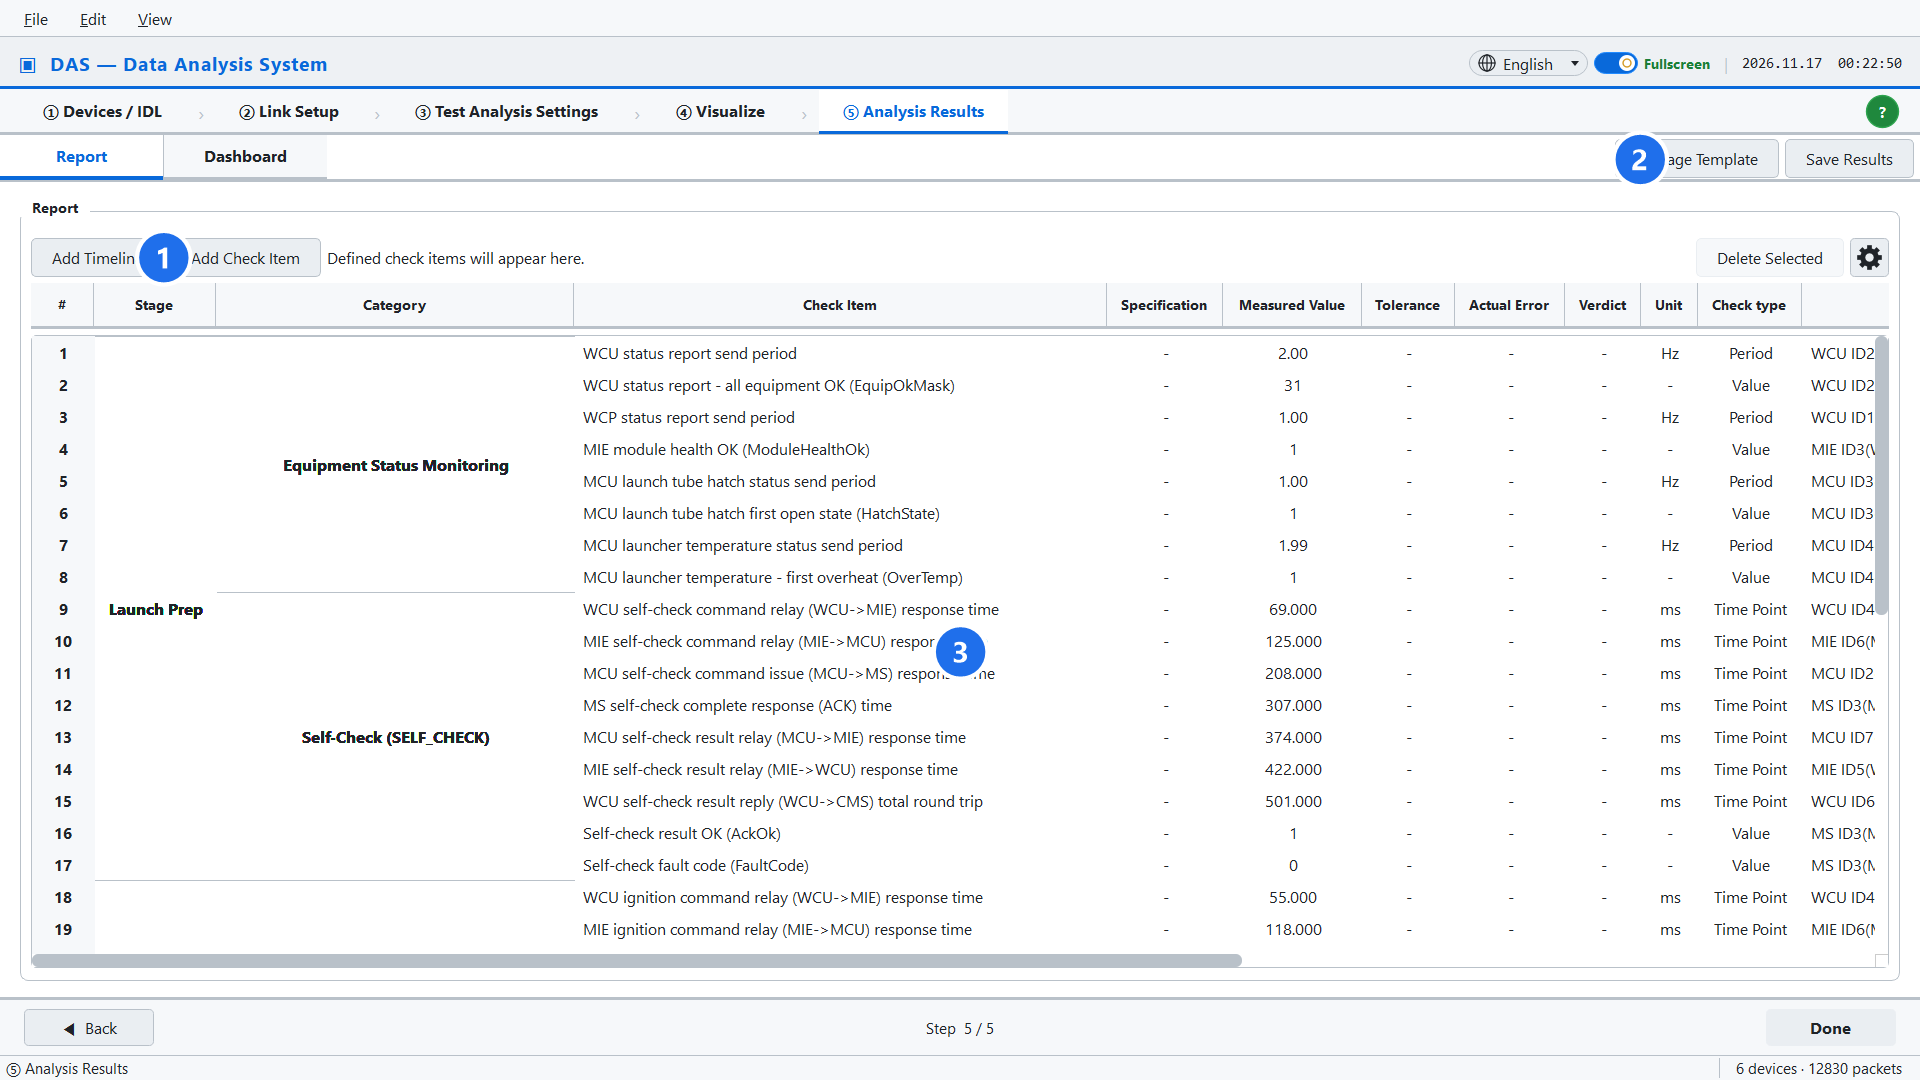 File Edit View
DAS — Data Analysis System
English Fullscreen 2026.11.17 00:22:50
① Devices / IDL › ② Link Setup › ③ Test Analysis Settings › ④ Visualize › ⑤ Analysis Results ?
Report Dashboard 2 age Template Save Results
Report
Add Timelin 1 Add Check Item Defined check items will appear here. Delete Selected
# Stage Category Check Item Specification Measured Value Tolerance Actual Error Verdict Unit Check type
1 WCU status report send period - 2.00 - - - Hz Period WCU ID2
2 WCU status report - all equipment OK (EquipOkMask) - 31 - - - - Value WCU ID2
3 WCP status report send period - 1.00 - - - Hz Period WCU ID1
4 MIE module health OK (ModuleHealthOk) - 1 - - - - Value MIE ID3(
Equipment Status Monitoring
5 MCU launch tube hatch status send period - 1.00 - - - Hz Period MCU ID3
6 MCU launch tube hatch first open state (HatchState) - 1 - - - - Value MCU ID3
7 MCU launcher temperature status send period - 1.99 - - - Hz Period MCU ID4
8 MCU launcher temperature - first overheat (OverTemp) - 1 - - - - Value MCU ID4
9 Launch Prep WCU self-check command relay (WCU->MIE) response time - 69.000 - - - ms Time Point WCU ID4
10 MIE self-check command relay (MIE->MCU) respor 3 - 125.000 - - - ms Time Point MIE ID6(
11 MCU self-check command issue (MCU->MS) respon me - 208.000 - - - ms Time Point MCU ID2
12 MS self-check complete response (ACK) time - 307.000 - - - ms Time Point MS ID3(
13 Self-Check (SELF_CHECK) MCU self-check result relay (MCU->MIE) response time - 374.000 - - - ms Time Point MCU ID7
14 MIE self-check result relay (MIE->WCU) response time - 422.000 - - - ms Time Point MIE ID5(
15 WCU self-check result reply (WCU->CMS) total round trip - 501.000 - - - ms Time Point WCU ID6
16 Self-check result OK (AckOk) - 1 - - - - Value MS ID3(
17 Self-check fault code (FaultCode) - 0 - - - - Value MS ID3(
18 WCU ignition command relay (WCU->MIE) response time - 55.000 - - - ms Time Point WCU ID4
19 MIE ignition command relay (MIE->MCU) response time - 118.000 - - - ms Time Point MIE ID6(
◀ Back Step 5 / 5 Done
⑤ Analysis Results 6 devices · 12830 packets